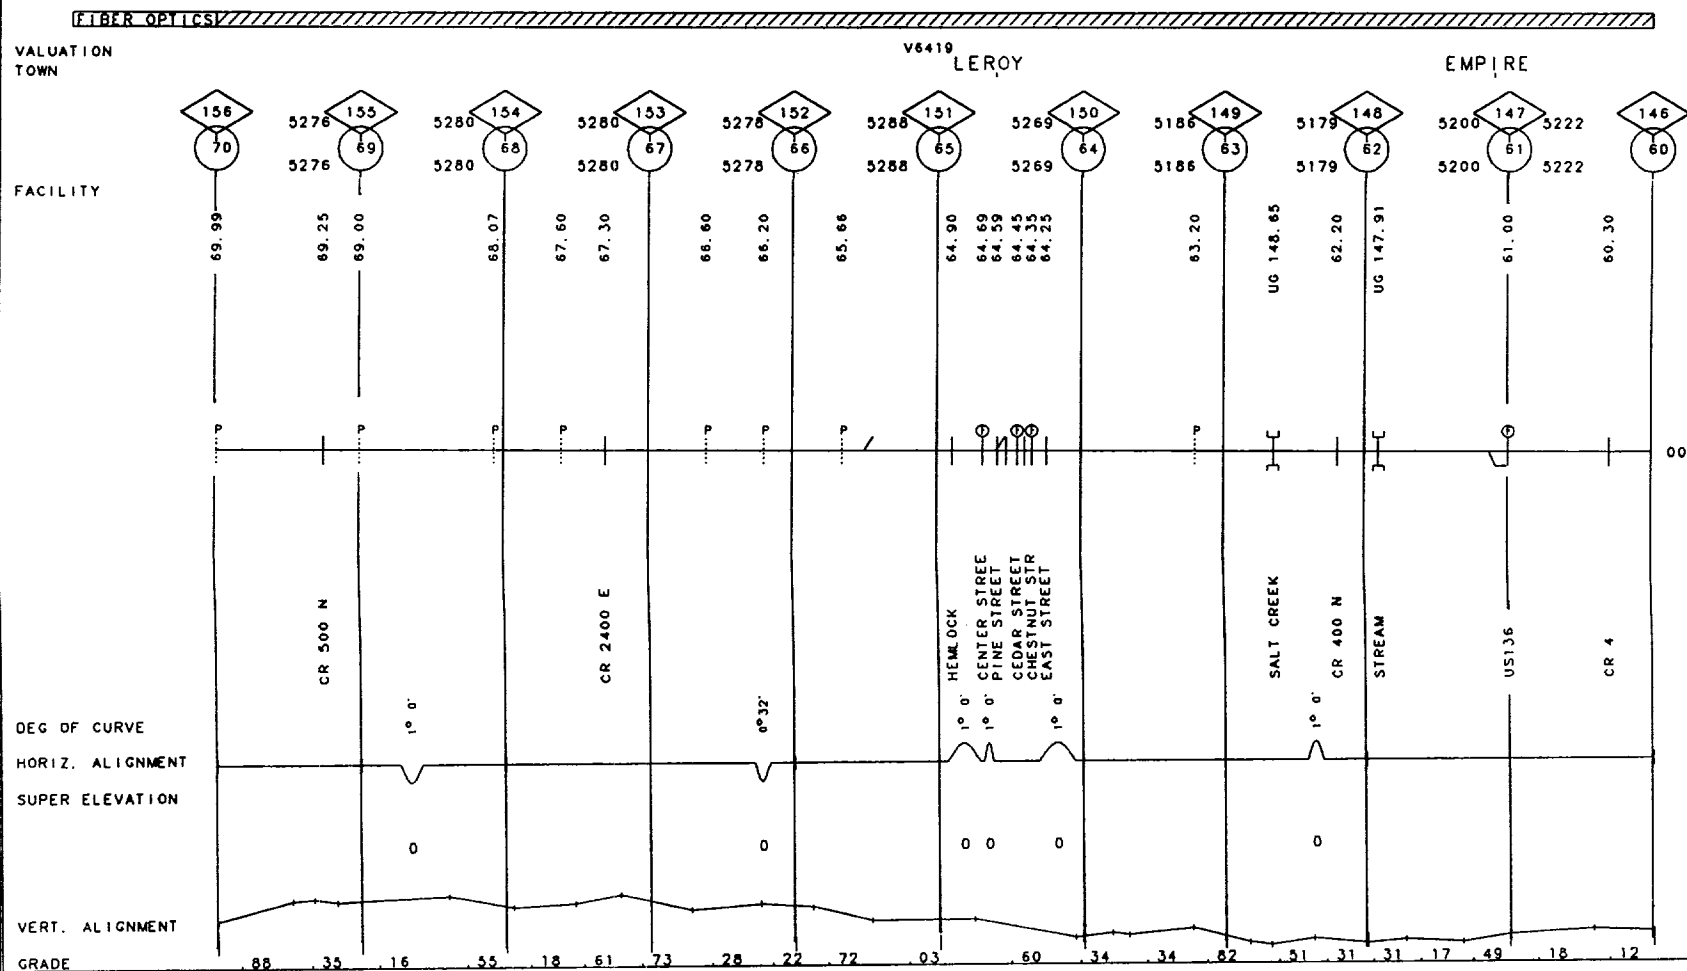 FIBER OPTICS
VALUATION V6419
TOWN LEROY EMPIRE
156 155 154 153 152 151 150 149 148 147 146
5276 5280 5280 5278 5288 5269 5186 5179 5200 5222
70 69 68 67 66 65 64 63 62 61 60
5276 5280 5280 5278 5288 5269 5186 5179 5200 5222
FACILITY
69.99
69.25
69.00
68.07
67.60
67.30
66.60
66.20
65.66
64.90
64.69
64.59
64.45
64.35
64.25
63.20
UG 148.65
62.20
UG 147.91
61.00
60.30
P P P P P P P P P P P P
00
CR 500 N
CR 2400 E
HEMLOCK
CENTER STREE
PINE STREET
CEDAR STREET
CHESTNUT STR
EAST STREET
SALT CREEK
CR 400 N
STREAM
US136
CR 4
DEG OF CURVE 1° 0' 0°32' 1° 0' 1° 0' 1° 0' 1° 0'
HORIZ. ALIGNMENT
SUPER ELEVATION
0 0 0 0 0 0
VERT. ALIGNMENT
GRADE .88 .35 .16 .55 .18 .61 .73 .28 .22 .72 .03 .60 .34 .34 .82 .51 .31 .31 .17 .49 .18 .12